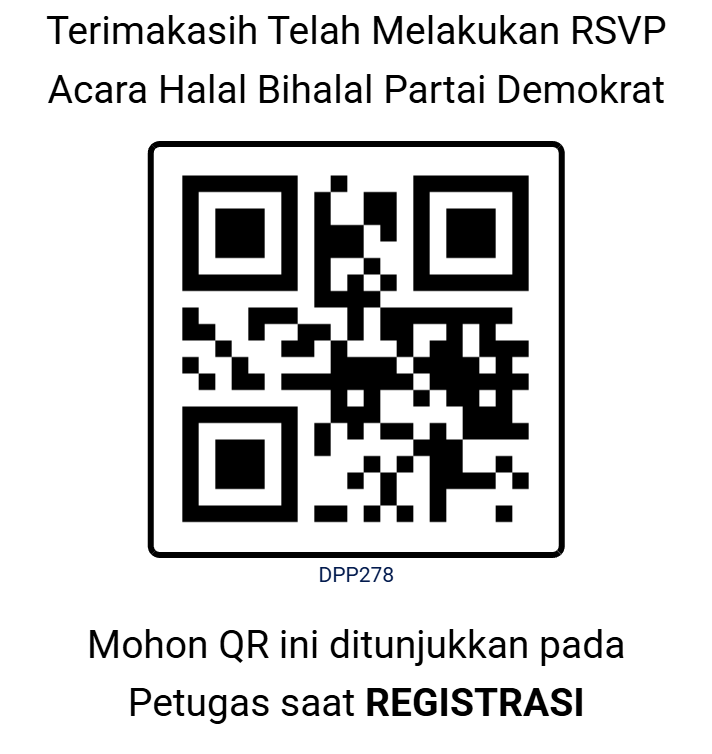 Terimakasih Telah Melakukan RSVP
Acara Halal Bihalal Partai Demokrat
DPP278
Mohon QR ini ditunjukkan pada
Petugas saat REGISTRASI